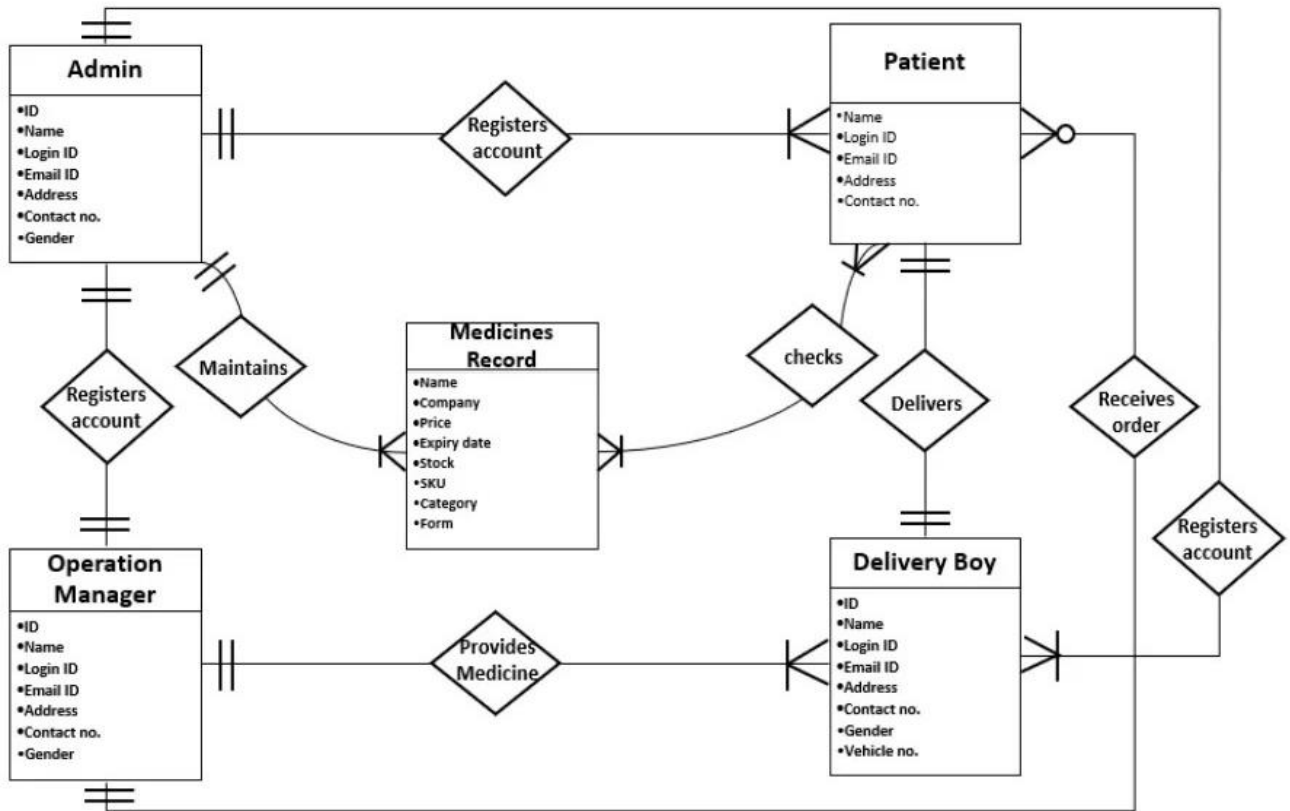 Admin
•ID
•Name
•Login ID
•Email ID
•Address
•Contact no.
•Gender
Registers
account
Patient
•Name
•Login ID
•Email ID
•Address
•Contact no.
Maintains
Medicines
Record
•Name
•Company
•Price
•Expiry date
•Stock
•SKU
•Category
•Form
checks
Registers
account
Delivers
Receives
order
Registers
account
Operation
Manager
•ID
•Name
•Login ID
•Email ID
•Address
•Contact no.
•Gender
Provides
Medicine
Delivery Boy
•ID
•Name
•Login ID
•Email ID
•Address
•Contact no.
•Gender
•Vehicle no.